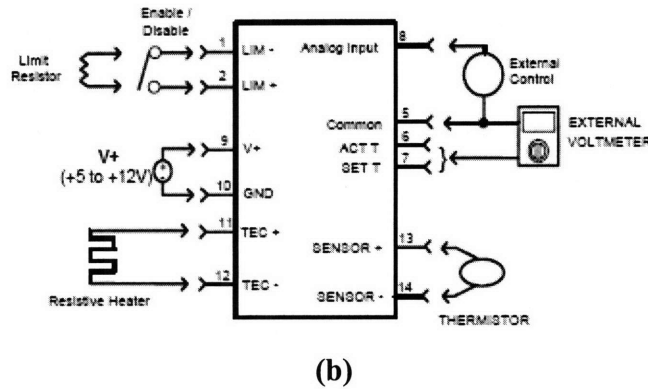 Enable /
Disable
Limit
Resistor
1
LIM -
2
LIM +
V+
(+5 to +12V)
9
V+
10
GND
11
TEC +
12
TEC -
Resistive Heater
Analog Input
8
External
Control
Common
5
ACT T
6
SET T
7
EXTERNAL
VOLTMETER
SENSOR +
13
SENSOR -
14
THERMISTOR
(b)